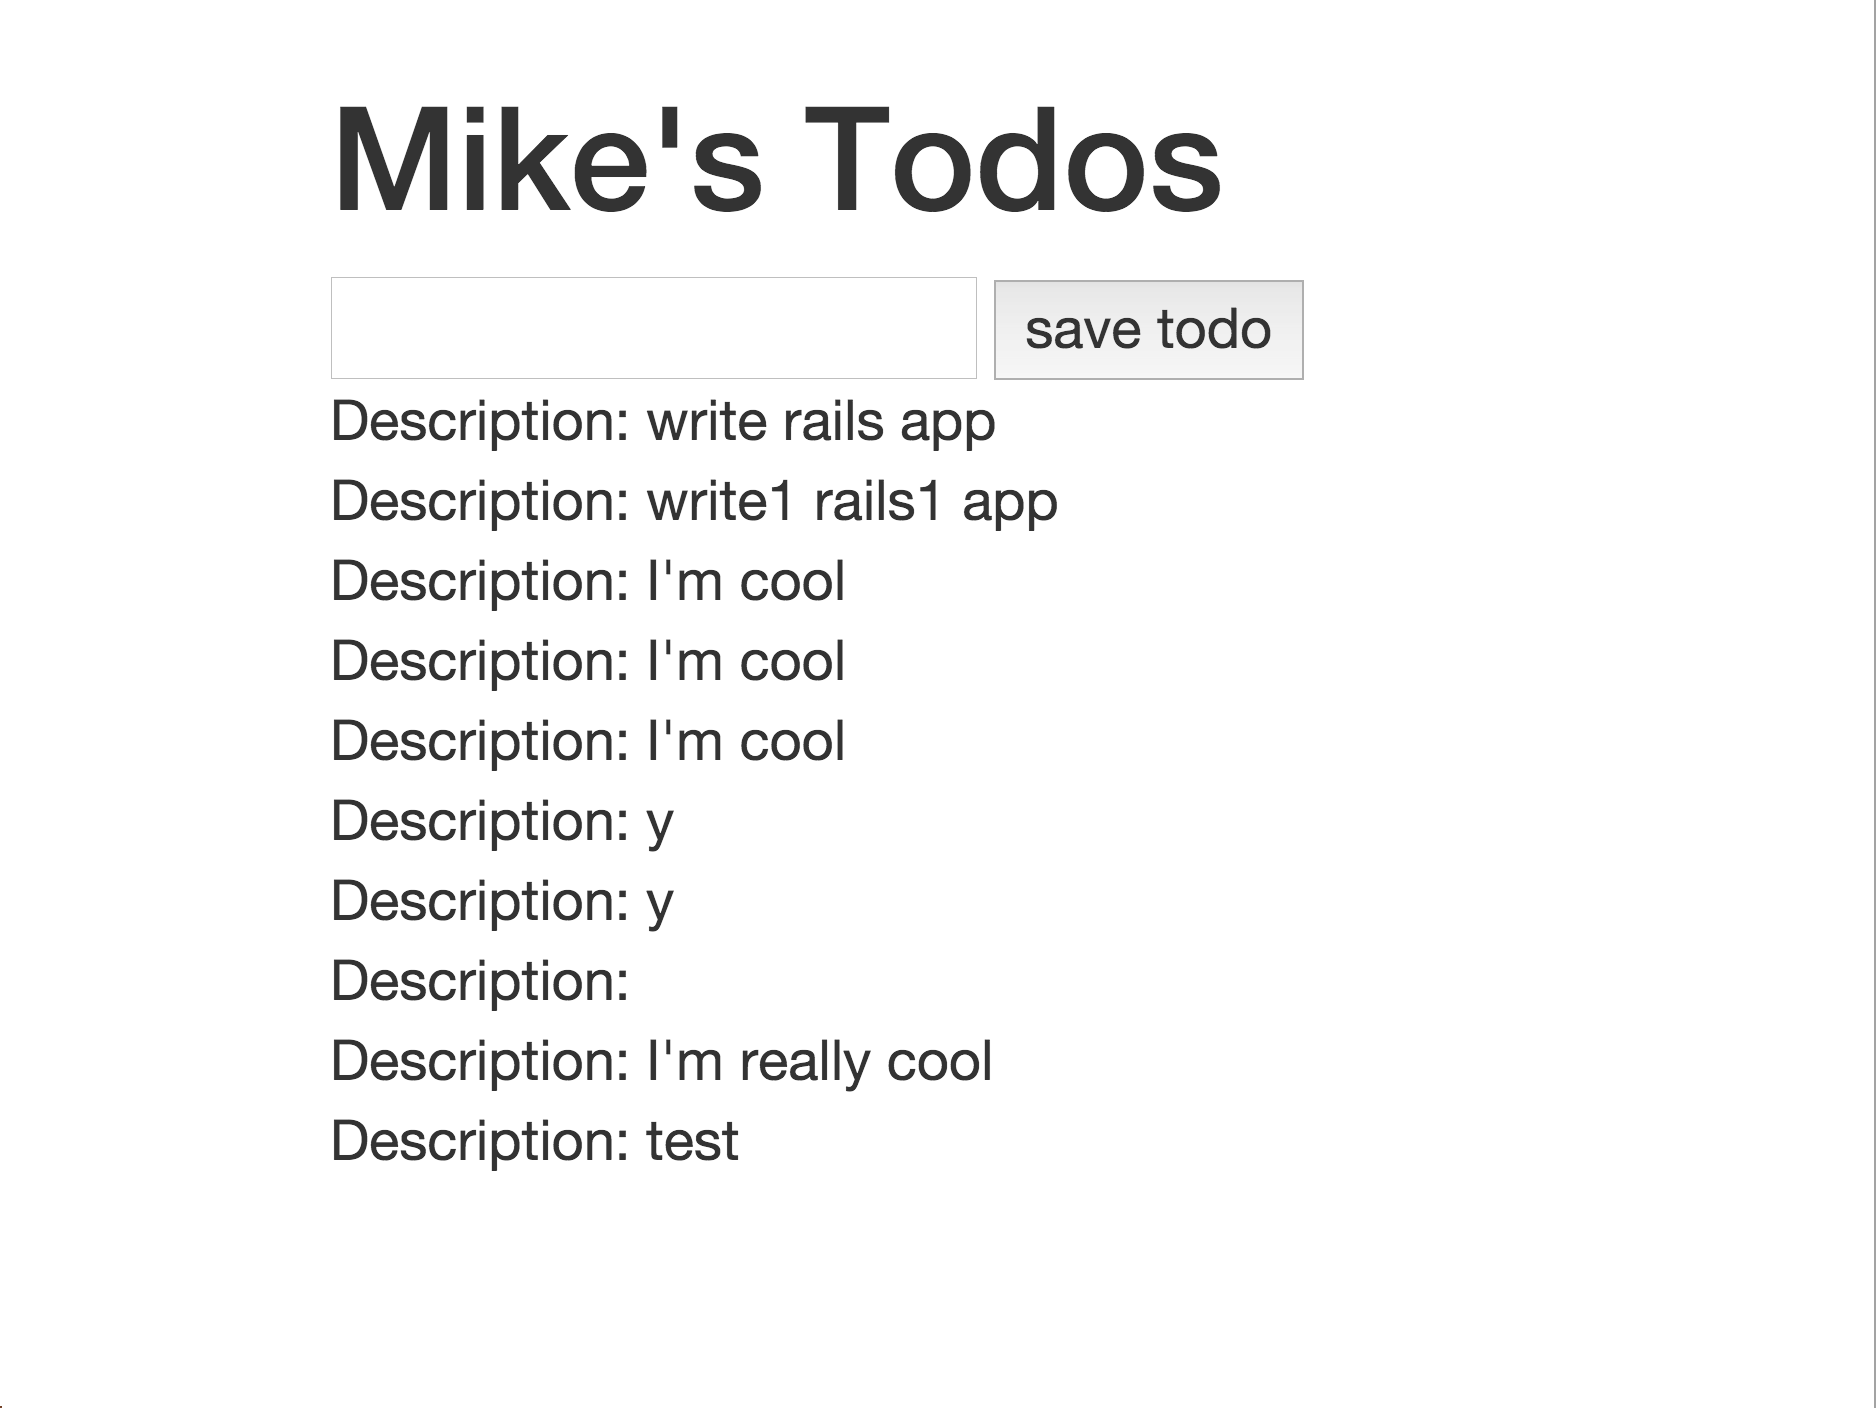 Mike's Todos
save todo
Description: write rails app
Description: write1 rails1 app
Description: I'm cool
Description: I'm cool
Description: I'm cool
Description: y
Description: y
Description:
Description: I'm really cool
Description: test